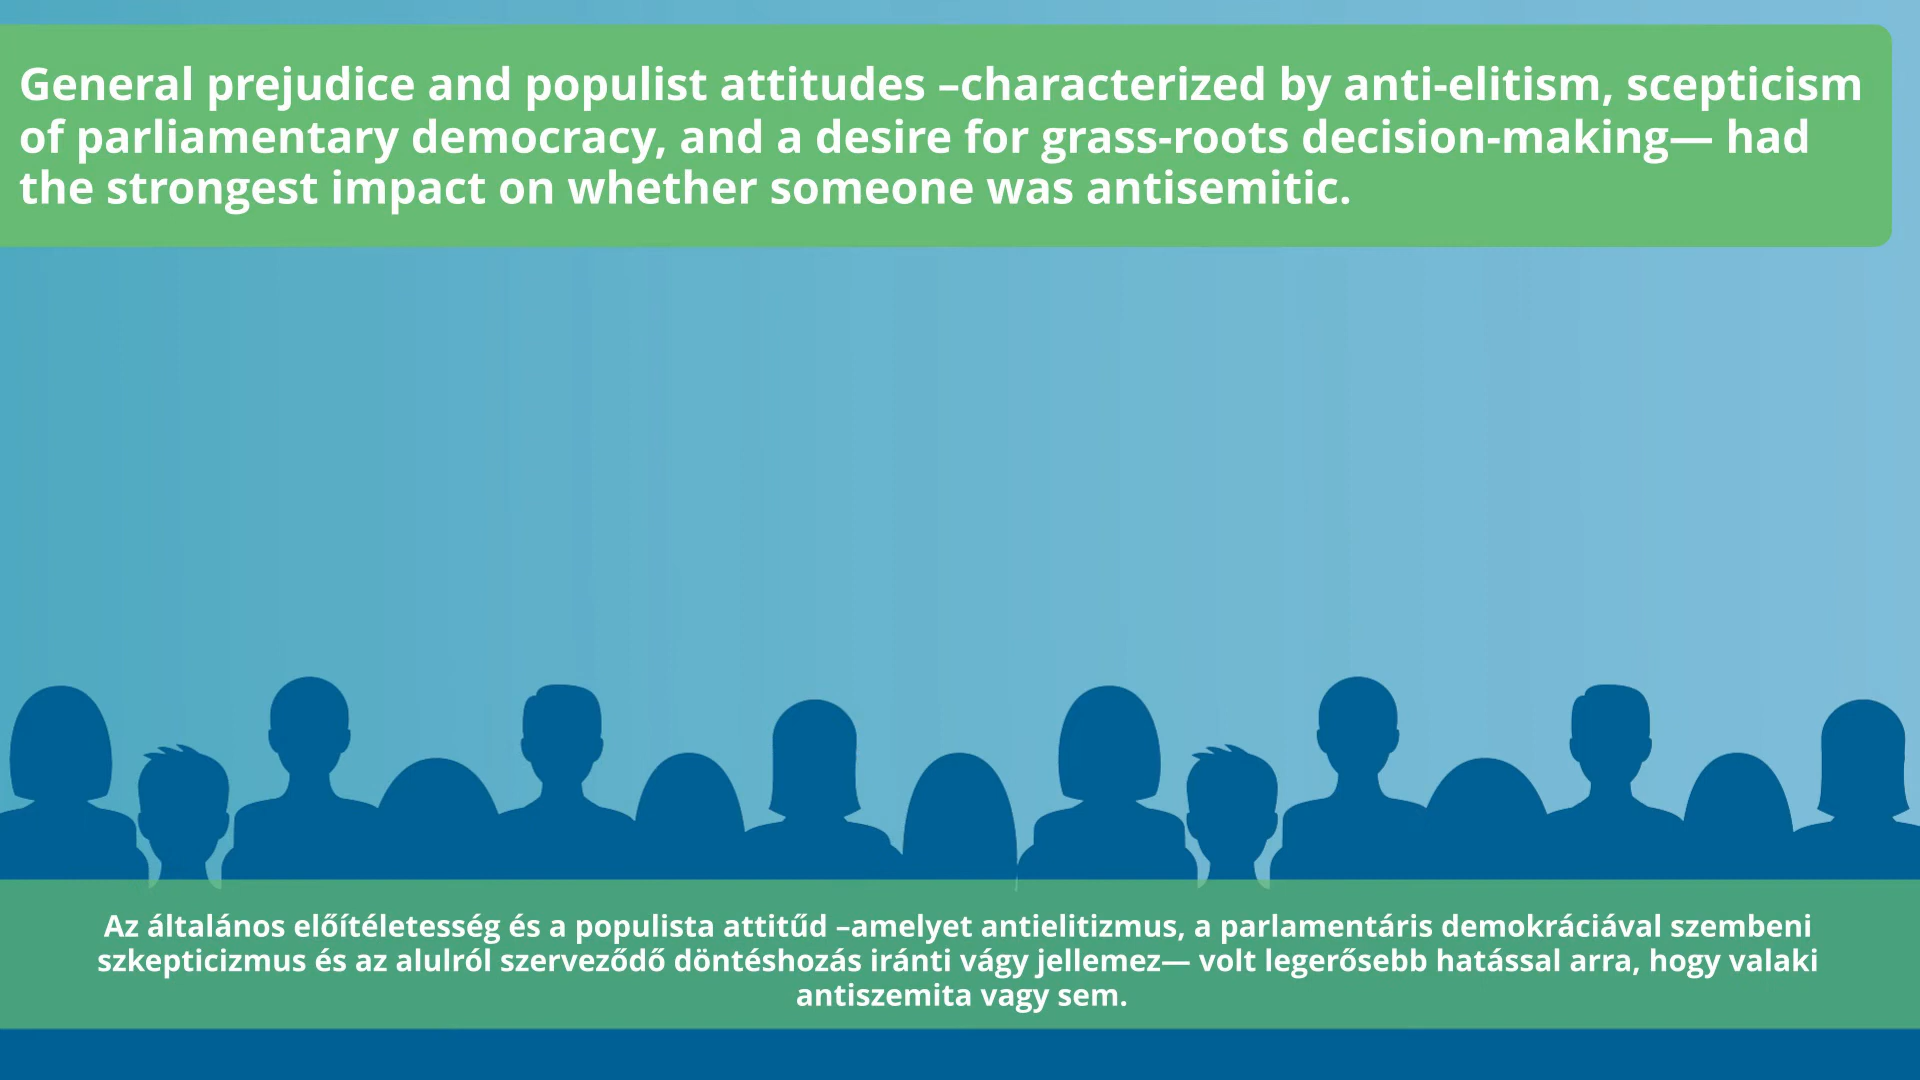 General prejudice and populist attitudes –characterized by anti-elitism, scepticism
of parliamentary democracy, and a desire for grass-roots decision-making— had
the strongest impact on whether someone was antisemitic.
Az általános előítéletesség és a populista attitűd –amelyet antielitizmus, a parlamentáris demokráciával szembeni
szkepticizmus és az alulról szerveződő döntéshozás iránti vágy jellemez— volt legerősebb hatással arra, hogy valaki
antiszemita vagy sem.